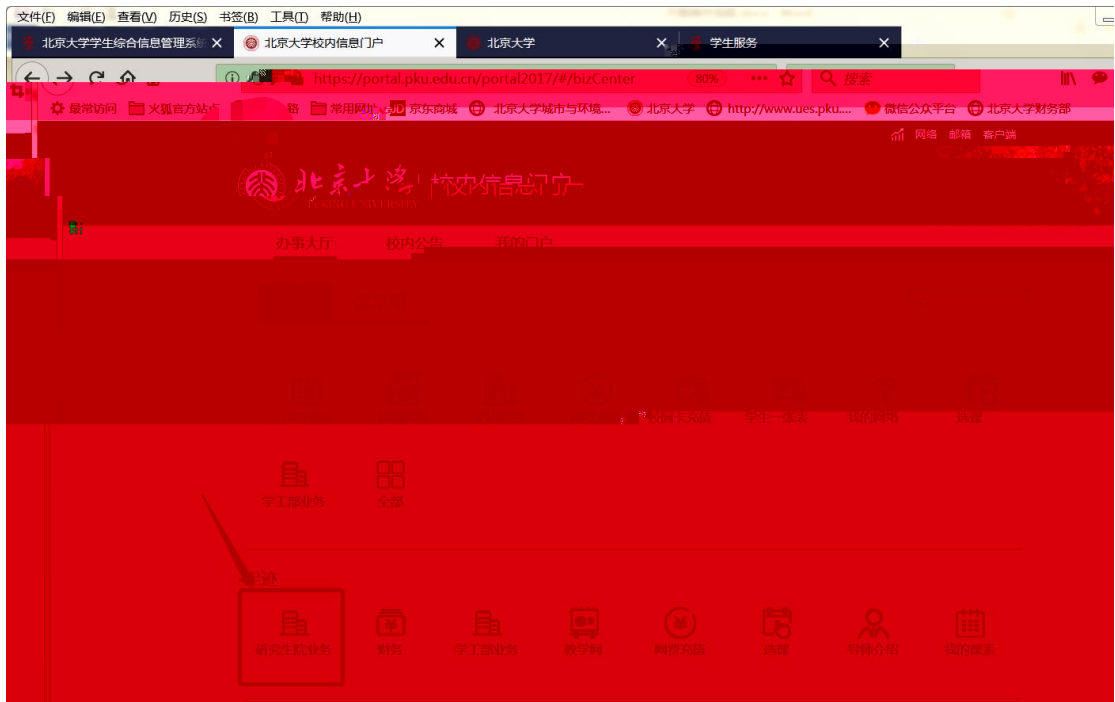 文件(F) 编辑(E) 查看(V) 历史(S) 书签(B) 工具(T) 帮助(H)
北京大学学生综合信息管理系统 北京大学校内信息门户 北京大学 学生服务
https://portal.pku.edu.cn/portal2017/#/bizCenter 80% 搜索
最常访问 火狐官方站点 常用网址 JD 京东商城 北京大学城市与环境... 北京大学 http://www.ues.pku.... 微信公众平台 北京大学财务部
网络 邮箱 客户端
北京大学 校内信息门户
PEKING UNIVERSITY
办事大厅 校内公告 我的门户
校园卡充值 学生一张表 我的网络 选课
学工部业务 全部
足迹
研究生院业务 财务 学工部业务 教学网 网费充值 选课 导师介绍 我的课表